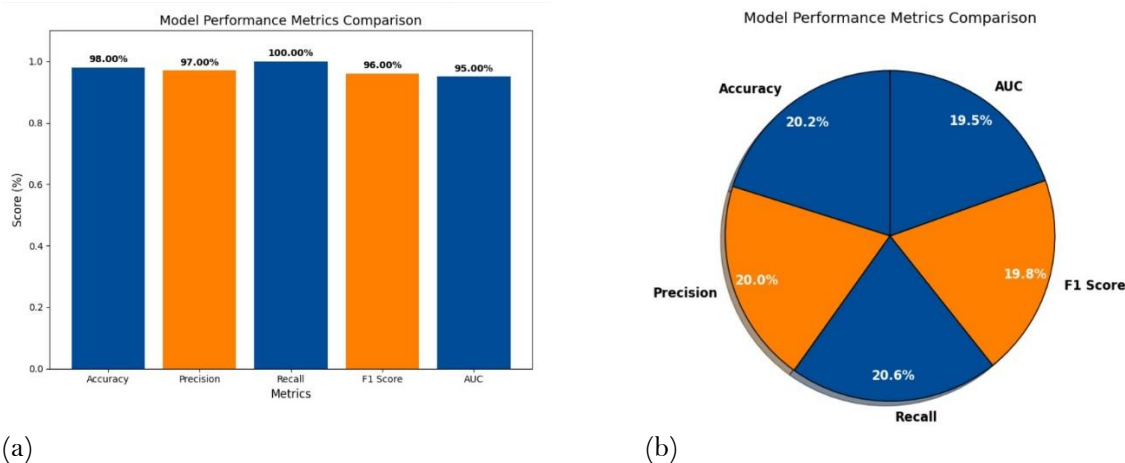 Model Performance Metrics Comparison
98.00%
97.00%
100.00%
96.00%
95.00%
Score (%)
1.0
0.8
0.6
0.4
0.2
0.0
Accuracy Precision Recall F1 Score AUC
Metrics
(a)
Model Performance Metrics Comparison
Accuracy
20.2%
AUC
19.5%
Precision
20.0%
F1 Score
19.8%
20.6%
Recall
(b)